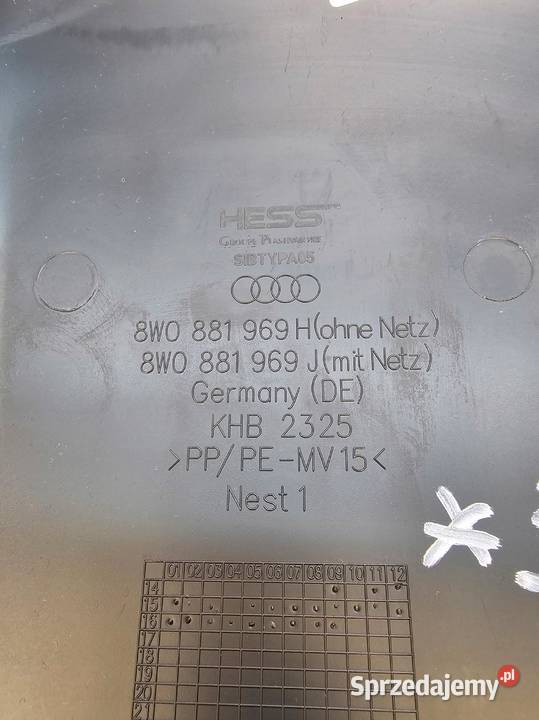 HESS
GROUPE PLASTIVALOIRE
SIBTYPA05
8W0 881 969 H(ohne Netz)
8W0 881 969 J(mit Netz)
Germany (DE)
KHB 2325
>PP/PE-MV15<
Nest 1
01 02 03 04 05 06 07 08 09 10 11 12
14
15
16
17
18
19
20
21
Sprzedajemy.pl